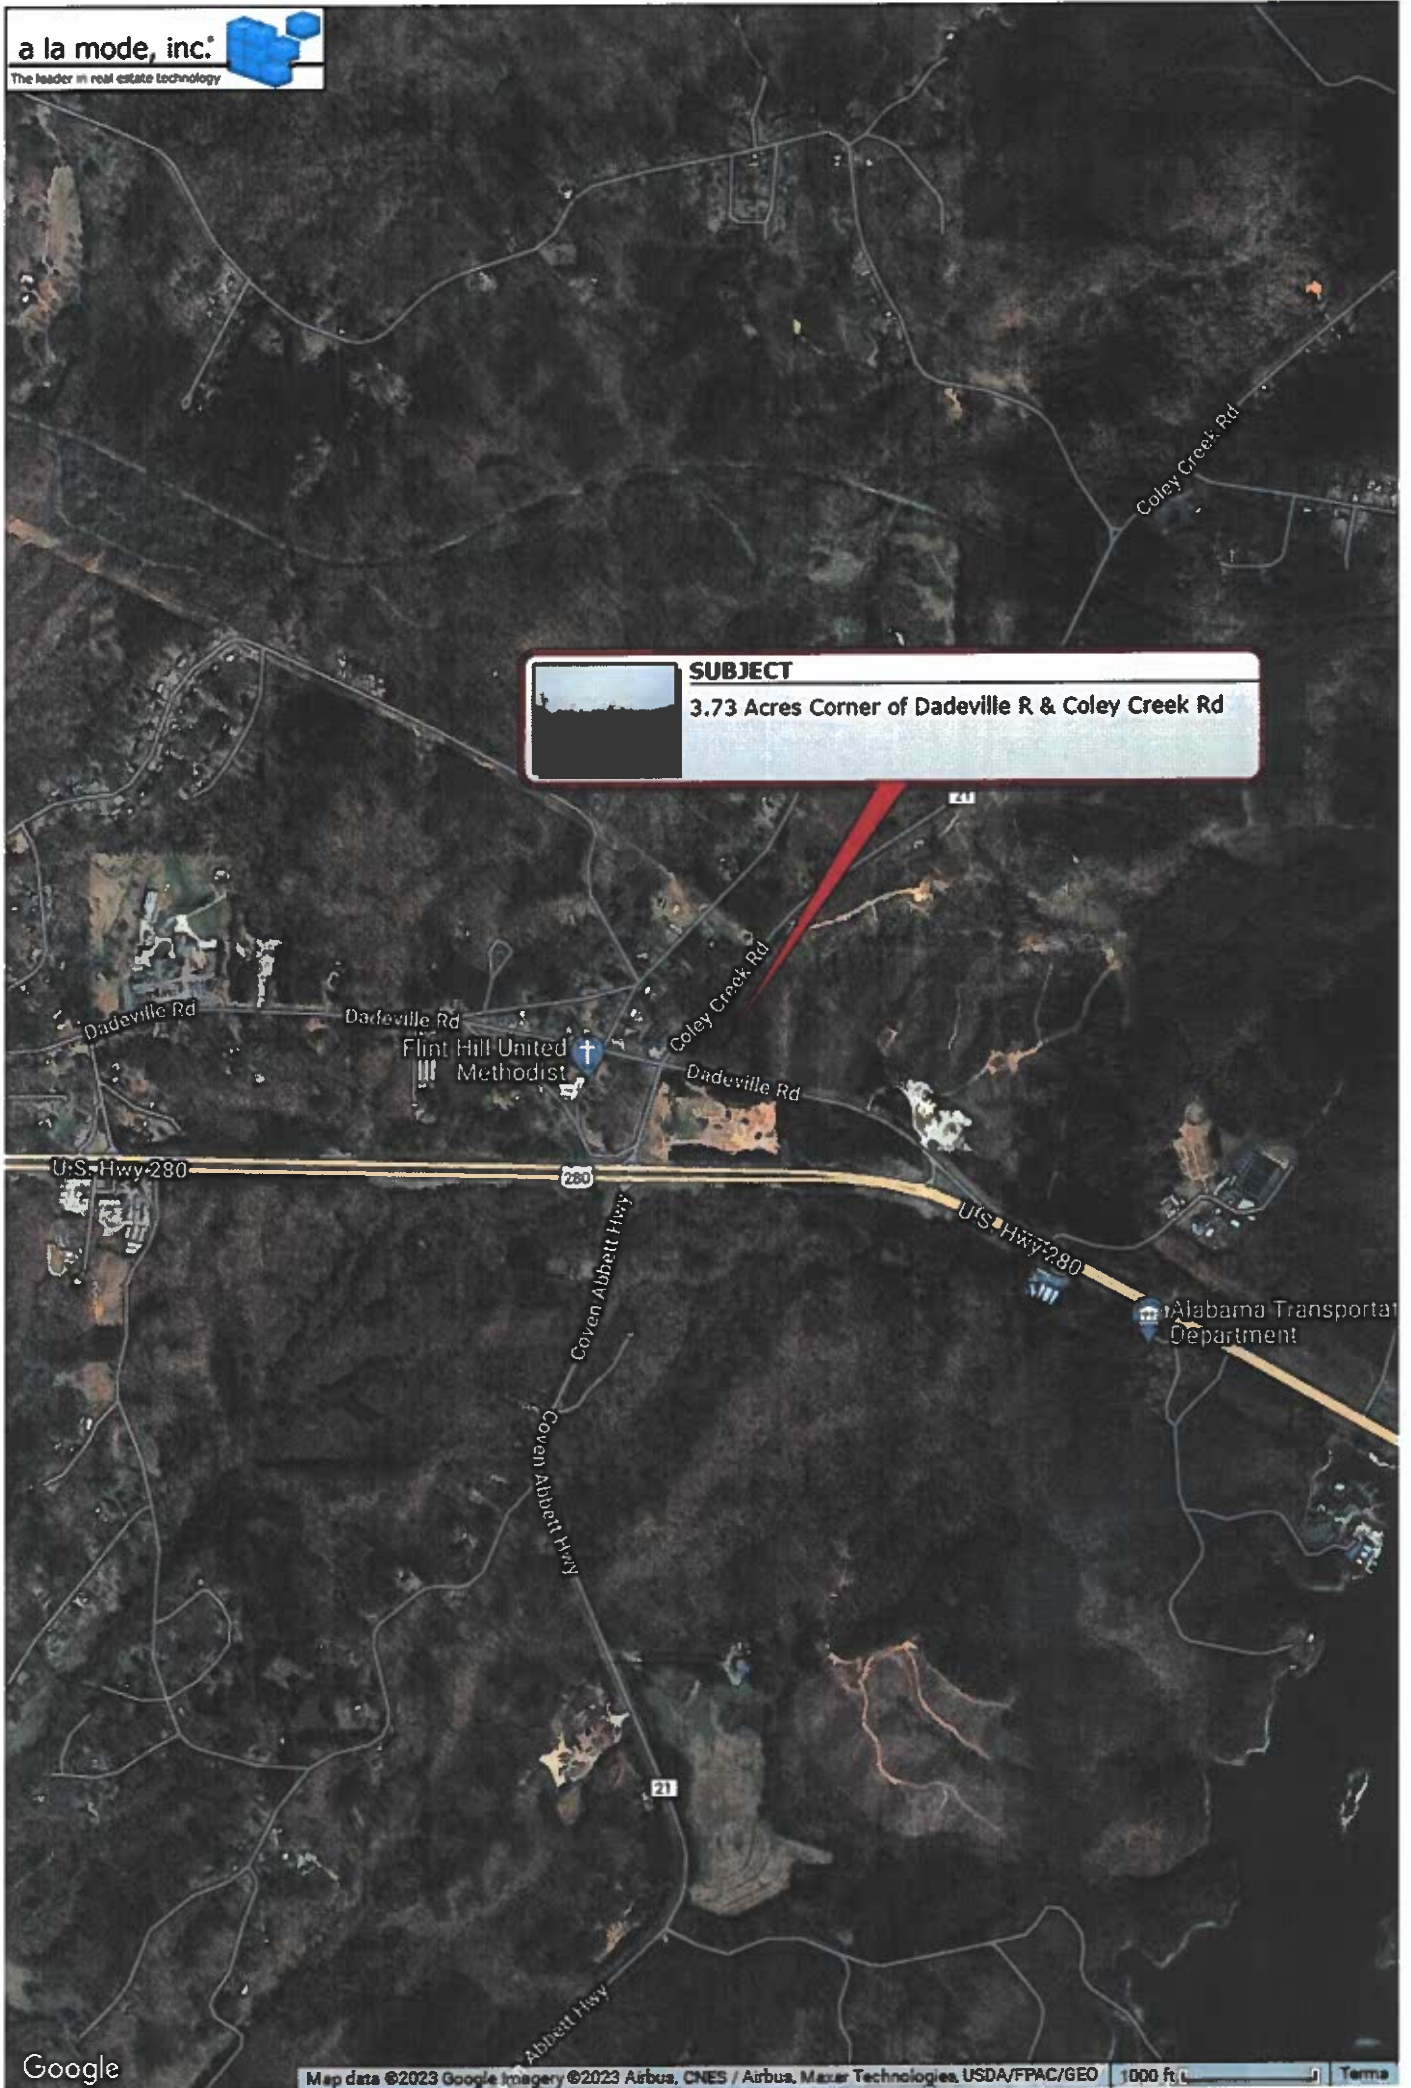 a la mode, inc.
The leader in real estate technology
Coley Creek Rd
SUBJECT
3.73 Acres Corner of Dadeville R & Coley Creek Rd
21
Coley Creek Rd
Dadeville Rd
Dadeville Rd
Flint Hill United
Methodist
Dadeville Rd
U.S. Hwy 280
280
Coven Abbett Hwy
U.S. Hwy 280
Alabama Transportat
Department
Coven Abbett Hwy
21
Abbett Hwy
Google
Map data ©2023 Google Imagery ©2023 Airbus, CNES / Airbus, Maxar Technologies, USDA/FPAC/GEO
1000 ft
Terms